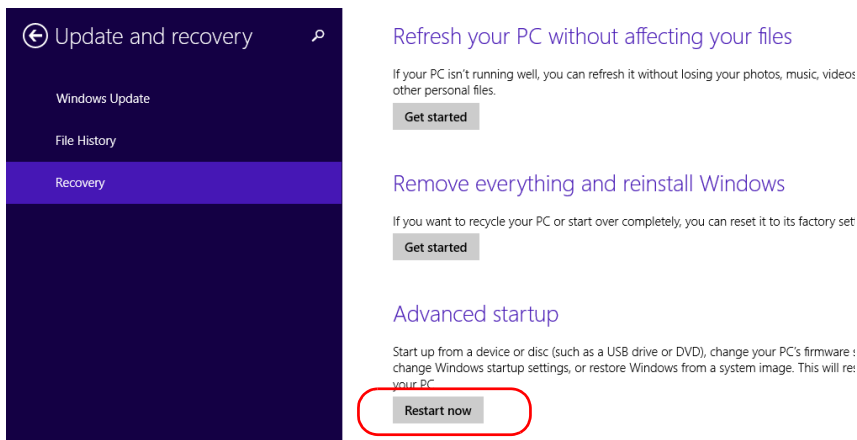 Update and recovery
Windows Update
File History
Recovery
Refresh your PC without affecting your files
If your PC isn't running well, you can refresh it without losing your photos, music, videos
other personal files.
Get started
Remove everything and reinstall Windows
If you want to recycle your PC or start over completely, you can reset it to its factory
Get started
Advanced startup
Start up from a device or disc (such as a USB drive or DVD), change your PC's firmware
change Windows startup settings, or restore Windows from a system image. This will
your PC
Restart now